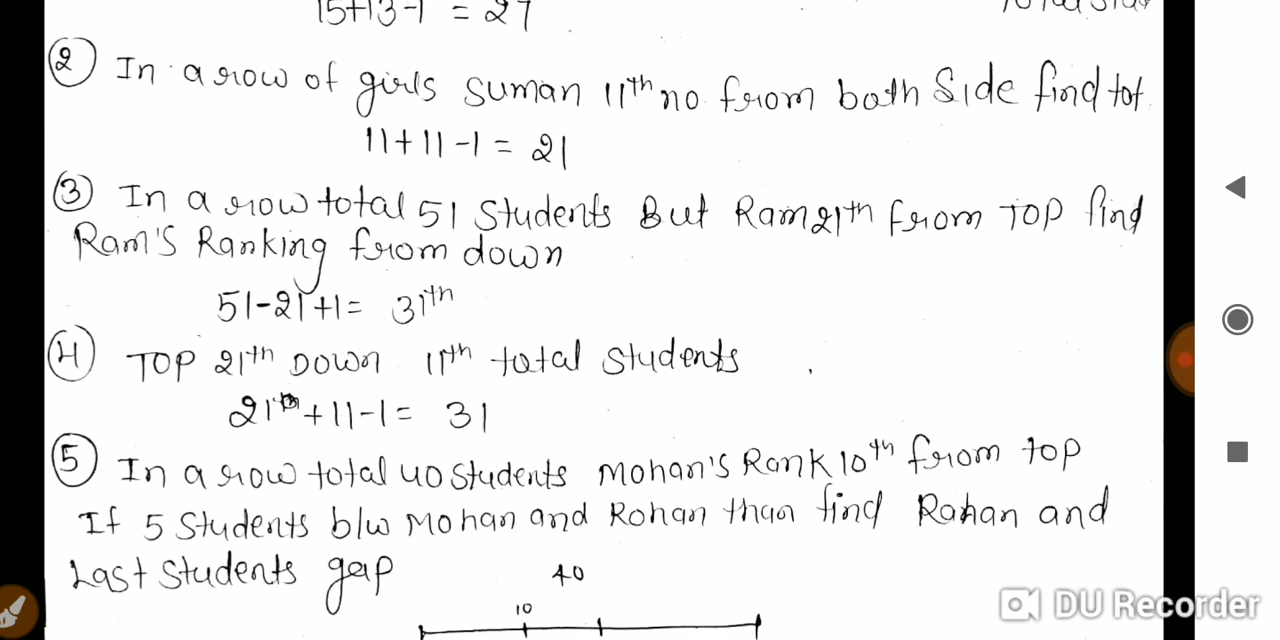 15+13-1 = 27
② In a row of girls suman 11th no from both Side find tot
11+11-1 = 21
③ In a row total 51 Students But Ram 21th from TOP find
Ram's Ranking from down
51-21+1= 31th
④ TOP 21th Down 11th total Students
21 +11-1= 31
⑤ In a row total 40 Students Mohan's Rank 10th from top
If 5 Students b/w Mohan and Rohan than find Rohan and
Last Students gap
40
10
DU Recorder